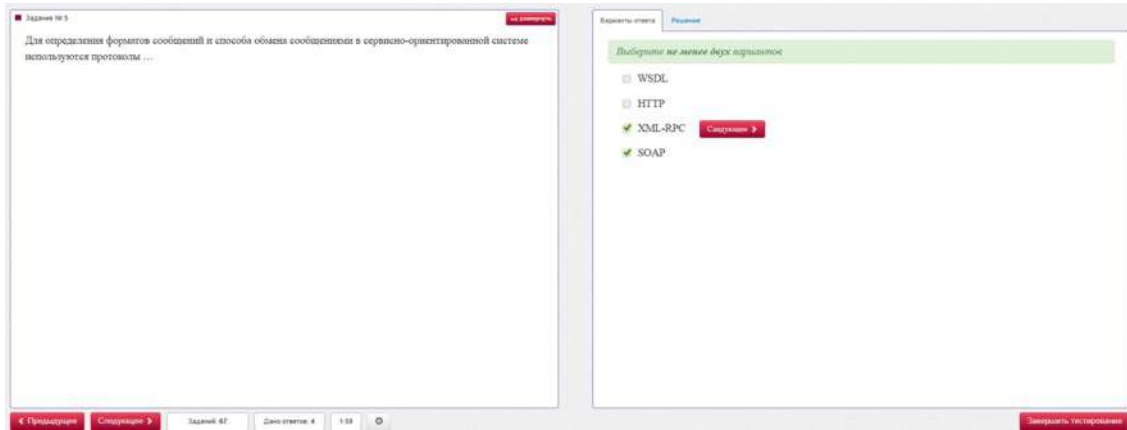 Задание № 5
развернуть
Для определения форматов сообщений и способа обмена сообщениями в сервисно-ориентированной системе
используются протоколы …
Варианты ответа
Решение
Выберите не менее двух вариантов
WSDL
HTTP
XML-RPC
Следующее
SOAP
Предыдущее
Следующее
Заданий: 67
Дано ответов: 4
Завершить тестирование